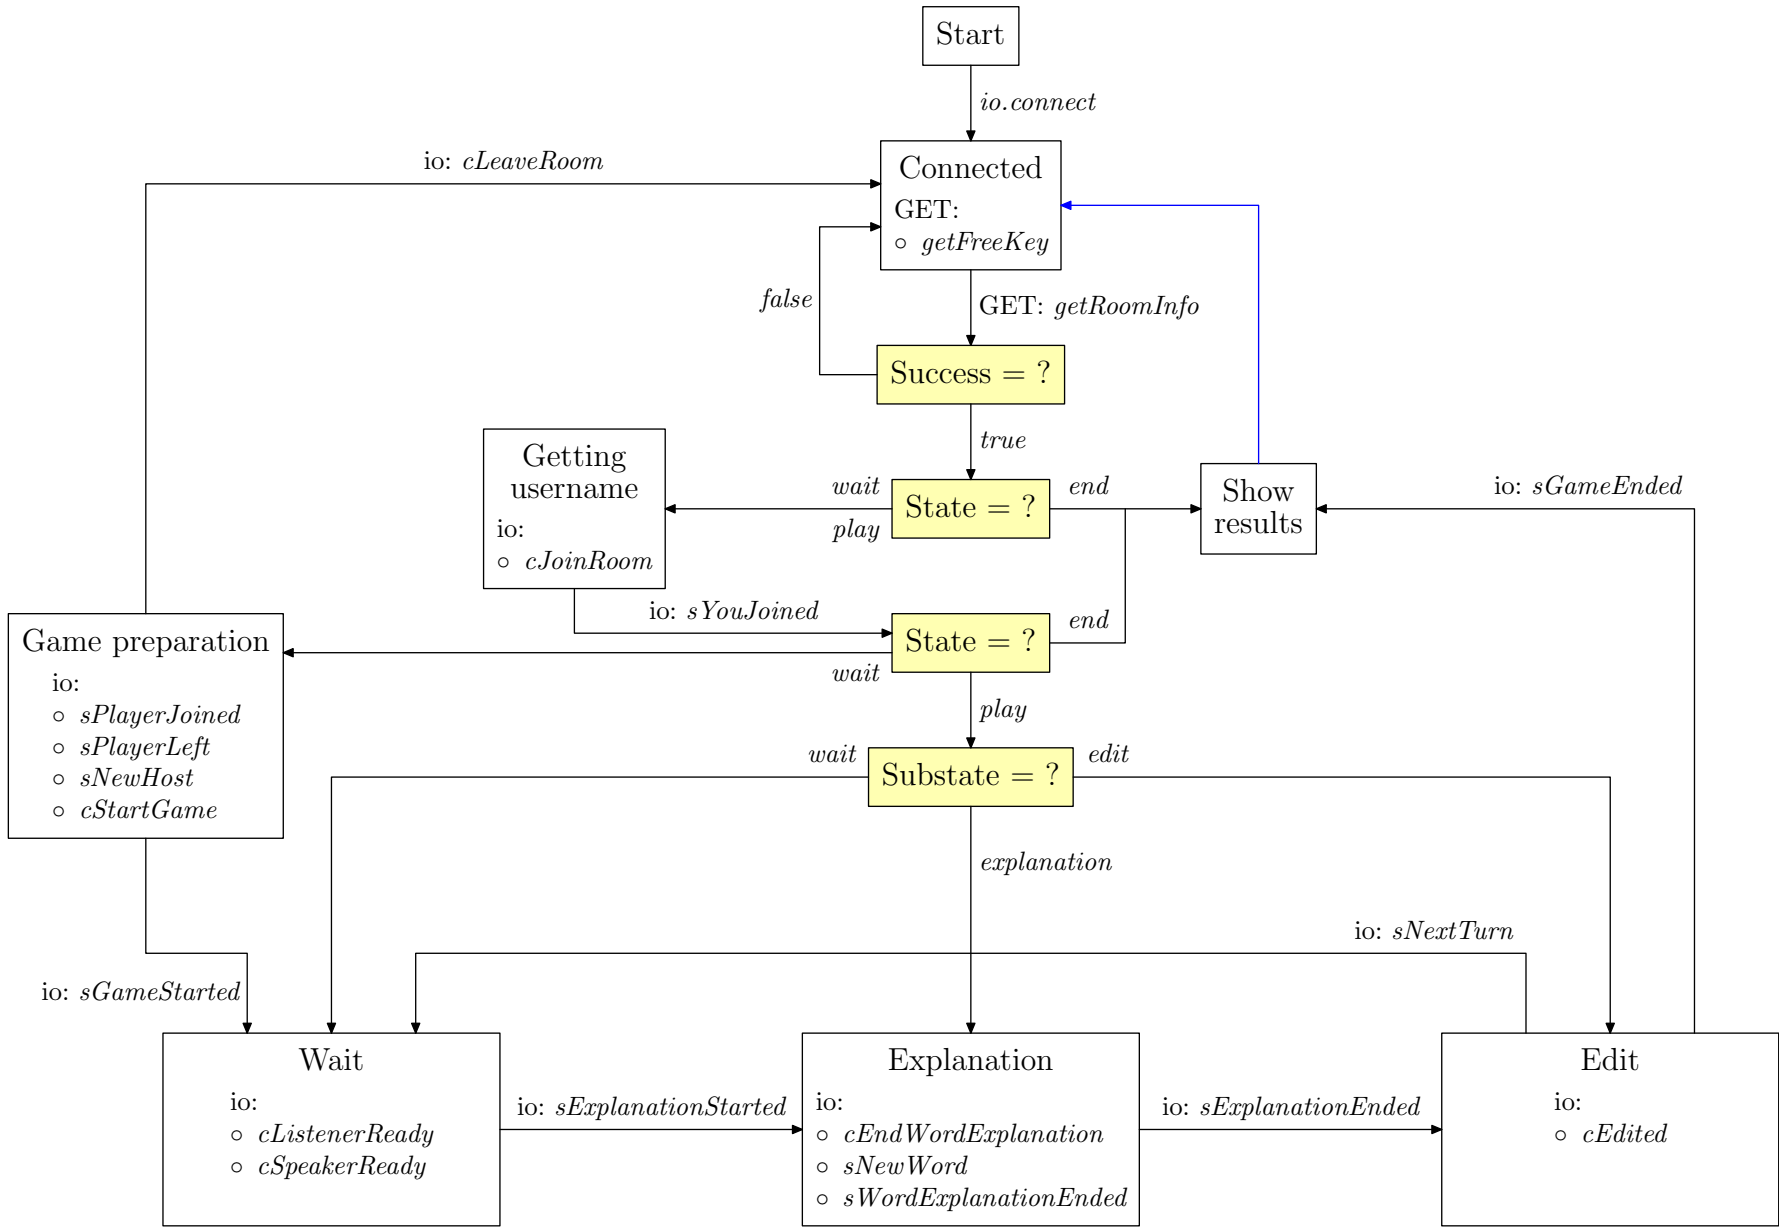 Start
io.connect
io: cLeaveRoom
Connected
GET:
○ getFreeKey
false
GET: getRoomInfo
Success = ?
true
Getting
username
io:
○ cJoinRoom
wait
play
State = ?
end
Show
results
io: sGameEnded
io: sYouJoined
State = ?
end
wait
play
Game preparation
io:
○ sPlayerJoined
○ sPlayerLeft
○ sNewHost
○ cStartGame
wait
Substate = ?
edit
explanation
io: sNextTurn
io: sGameStarted
Wait
io:
○ cListenerReady
○ cSpeakerReady
io: sExplanationStarted
Explanation
io:
○ cEndWordExplanation
○ sNewWord
○ sWordExplanationEnded
io: sExplanationEnded
Edit
io:
○ cEdited